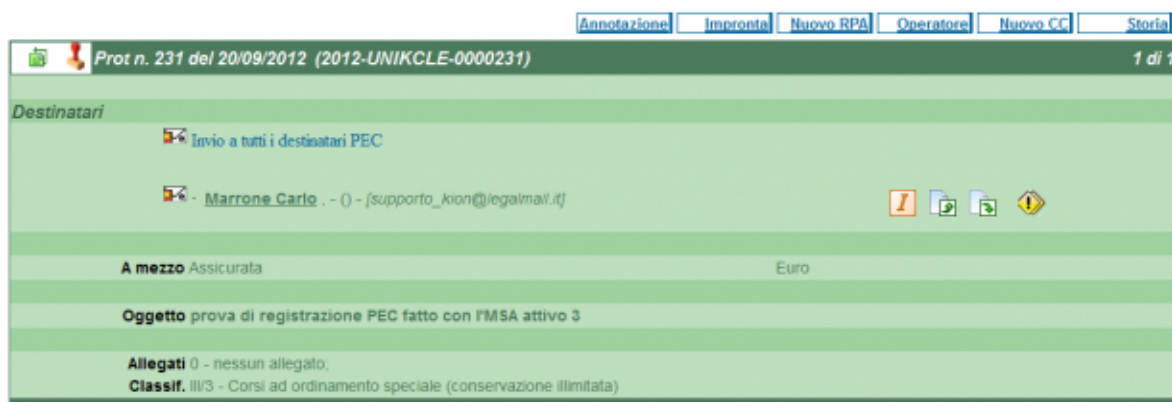 Annotazione Impronta Nuovo RPA Operatore Nuovo CC Storia
Prot n. 231 del 20/09/2012 (2012-UNIKCLE-0000231) 1 di 1
Destinatari
Invio a tutti i destinatari PEC
- Marrone Carlo , - () - [supporto_kion@legalmail.it]
A mezzo Assicurata Euro
Oggetto prova di registrazione PEC fatto con l'MSA attivo 3
Allegati 0 - nessun allegato;
Classif. III/3 - Corsi ad ordinamento speciale (conservazione illimitata)